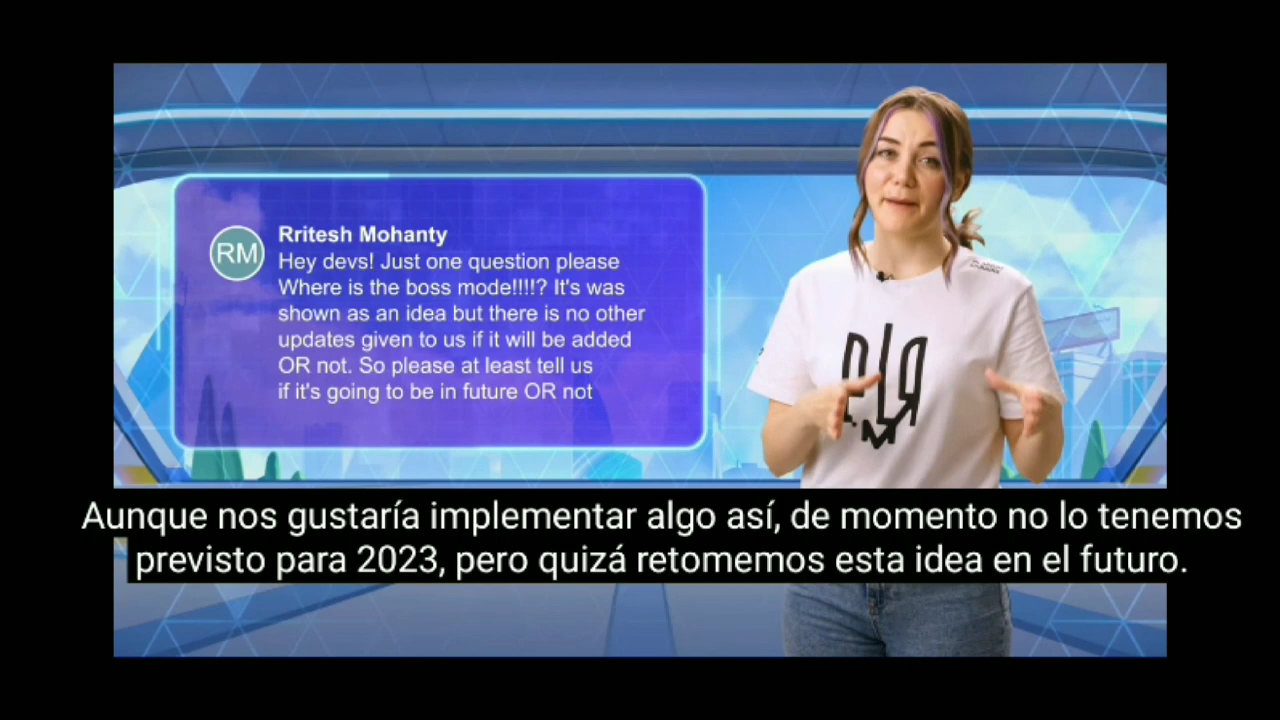 RM
Rritesh Mohanty
Hey devs! Just one question please
Where is the boss mode!!!!? It's was
shown as an idea but there is no other
updates given to us if it will be added
OR not. So please at least tell us
if it's going to be in future OR not
Aunque nos gustaría implementar algo así, de momento no lo tenemos
previsto para 2023, pero quizá retomemos esta idea en el futuro.